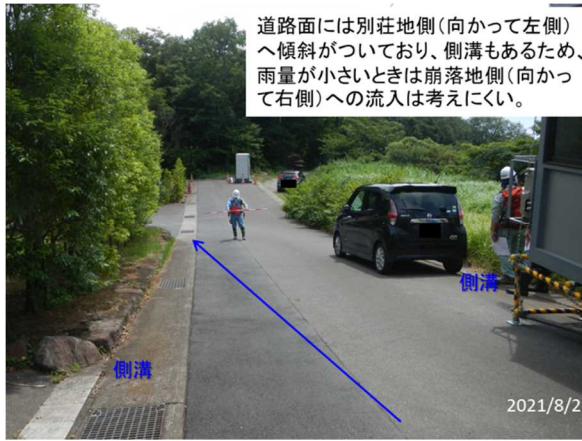 道路面には別荘地側(向かって左側)
へ傾斜がついており、側溝もあるため、
雨量が小さいときは崩落地側(向かっ
て右側)への流入は考えにくい。
側溝
側溝
2021/8/2